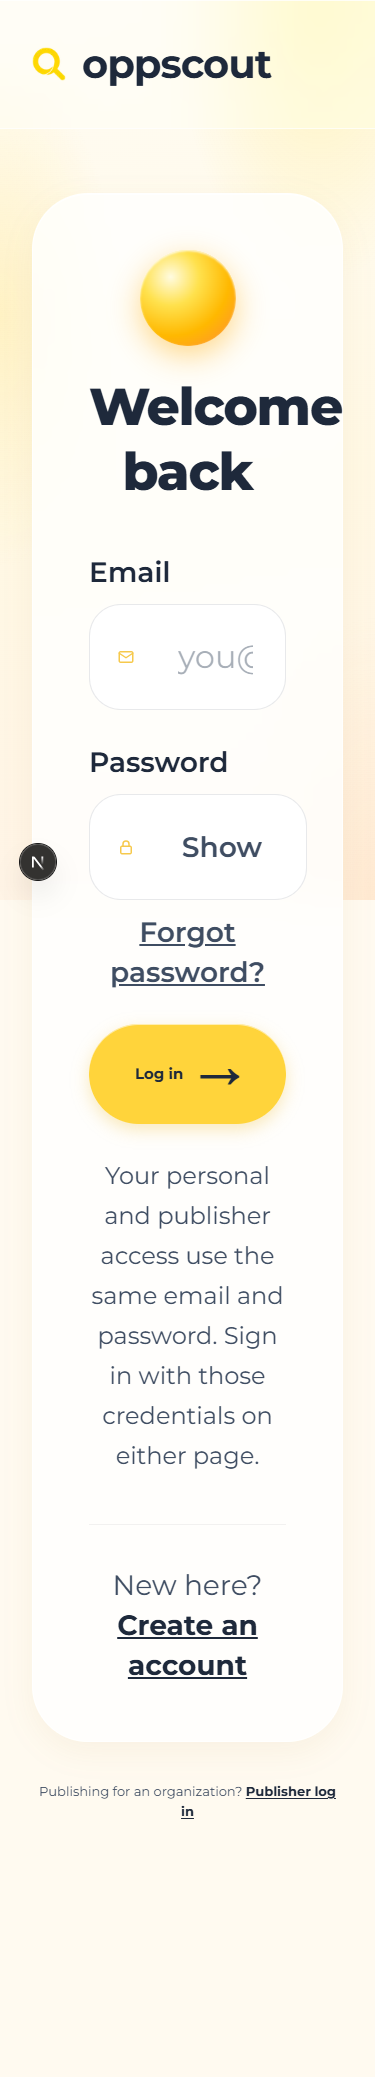 oppscout
Welcome
back
Email
you@
Password
Show
N
Forgot
password?
Log in →
Your personal
and publisher
access use the
same email and
password. Sign
in with those
credentials on
either page.
New here?
Create an
account
Publishing for an organization? Publisher log
in